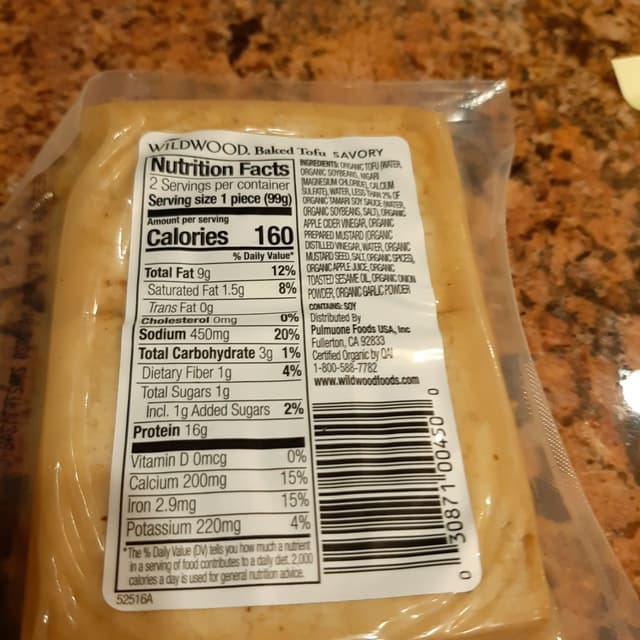 WILDWOOD. Baked Tofu SAVORY
Nutrition Facts
2 Servings per container
Serving size 1 piece (99g)
Amount per serving
Calories 160
% Daily Value*
Total Fat 9g 12%
Saturated Fat 1.5g 8%
Trans Fat 0g
Cholesterol 0mg 0%
Sodium 450mg 20%
Total Carbohydrate 3g 1%
Dietary Fiber 1g 4%
Total Sugars 1g
Incl. 1g Added Sugars 2%
Protein 16g
Vitamin D 0mcg 0%
Calcium 200mg 15%
Iron 2.9mg 15%
Potassium 220mg 4%
*The % Daily Value (DV) tells you how much a nutrient
in a serving of food contributes to a daily diet. 2,000
calories a day is used for general nutrition advice.
52516A
INGREDIENTS: ORGANIC TOFU (WATER,
ORGANIC SOYBEANS, NIGARI
[MAGNESIUM CHLORIDE], CALCIUM
SULFATE), WATER, LESS THAN 2% OF
ORGANIC TAMARI SOY SAUCE (WATER,
ORGANIC SOYBEANS, SALT), ORGANIC
APPLE CIDER VINEGAR, ORGANIC
PREPARED MUSTARD (ORGANIC
DISTILLED VINEGAR, WATER, ORGANIC
MUSTARD SEED, SALT, ORGANIC SPICES),
ORGANIC APPLE JUICE, ORGANIC
TOASTED SESAME OIL, ORGANIC ONION
POWDER, ORGANIC GARLIC POWDER
CONTAINS: SOY
Distributed By
Pulmuone Foods USA, Inc
Fullerton, CA 92833
Certified Organic by QAI
1-800-588-7782
www.wildwoodfoods.com
0 30871 00450 0